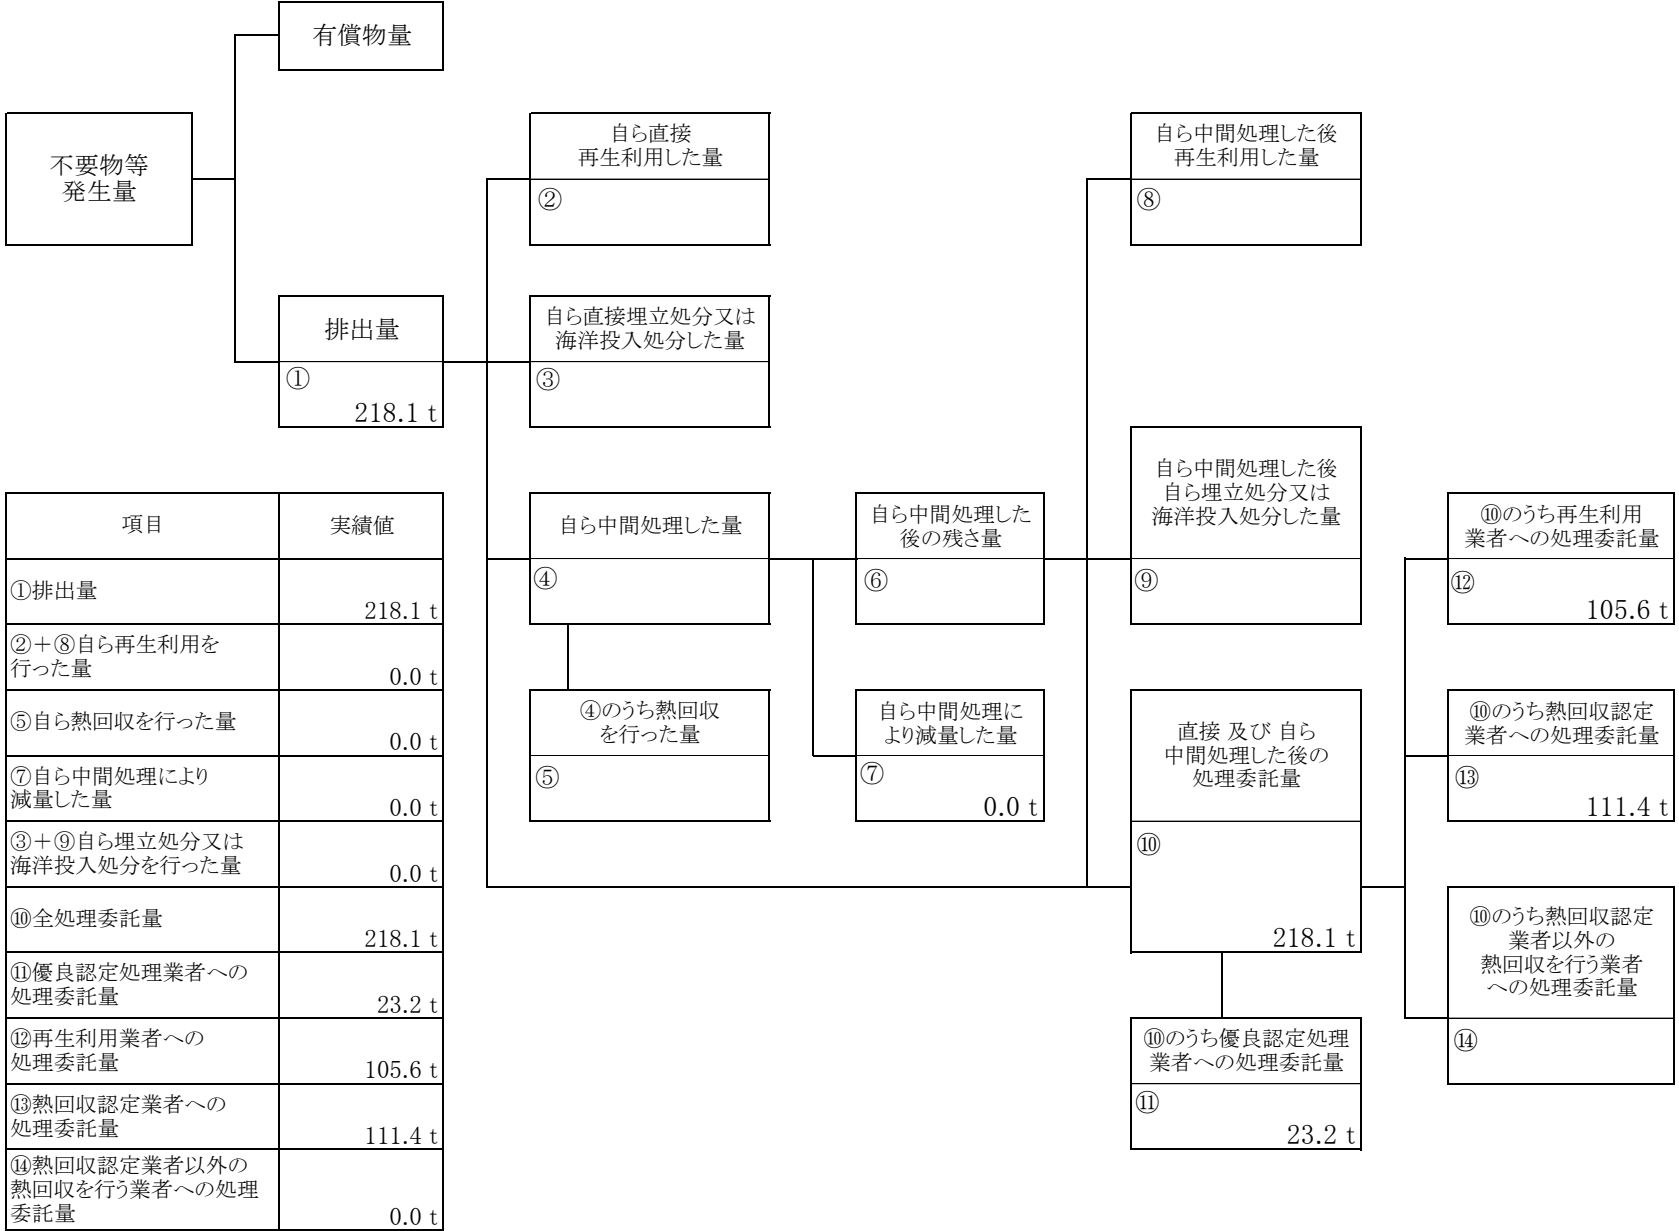 有償物量
不要物等
発生量
自ら直接
再生利用した量
②
自ら中間処理した後
再生利用した量
⑧
排出量
①
218.1 t
自ら直接埋立処分又は
海洋投入処分した量
③
自ら中間処理した量
④
自ら中間処理した
後の残さ量
⑥
自ら中間処理した後
自ら埋立処分又は
海洋投入処分した量
⑨
⑩のうち再生利用
業者への処理委託量
⑫
105.6 t
④のうち熱回収
を行った量
⑤
自ら中間処理に
より減量した量
⑦
0.0 t
直接 及び 自ら
中間処理した後の
処理委託量
⑩
218.1 t
⑩のうち熱回収認定
業者への処理委託量
⑬
111.4 t
⑩のうち熱回収認定
業者以外の
熱回収を行う業者
への処理委託量
⑭
⑩のうち優良認定処理
業者への処理委託量
⑪
23.2 t
項目 実績値
①排出量
218.1 t
②＋⑧自ら再生利用を
行った量
0.0 t
⑤自ら熱回収を行った量
0.0 t
⑦自ら中間処理により
減量した量
0.0 t
③＋⑨自ら埋立処分又は
海洋投入処分を行った量
0.0 t
⑩全処理委託量
218.1 t
⑪優良認定処理業者への
処理委託量
23.2 t
⑫再生利用業者への
処理委託量
105.6 t
⑬熱回収認定業者への
処理委託量
111.4 t
⑭熱回収認定業者以外の
熱回収を行う業者への処理
委託量
0.0 t